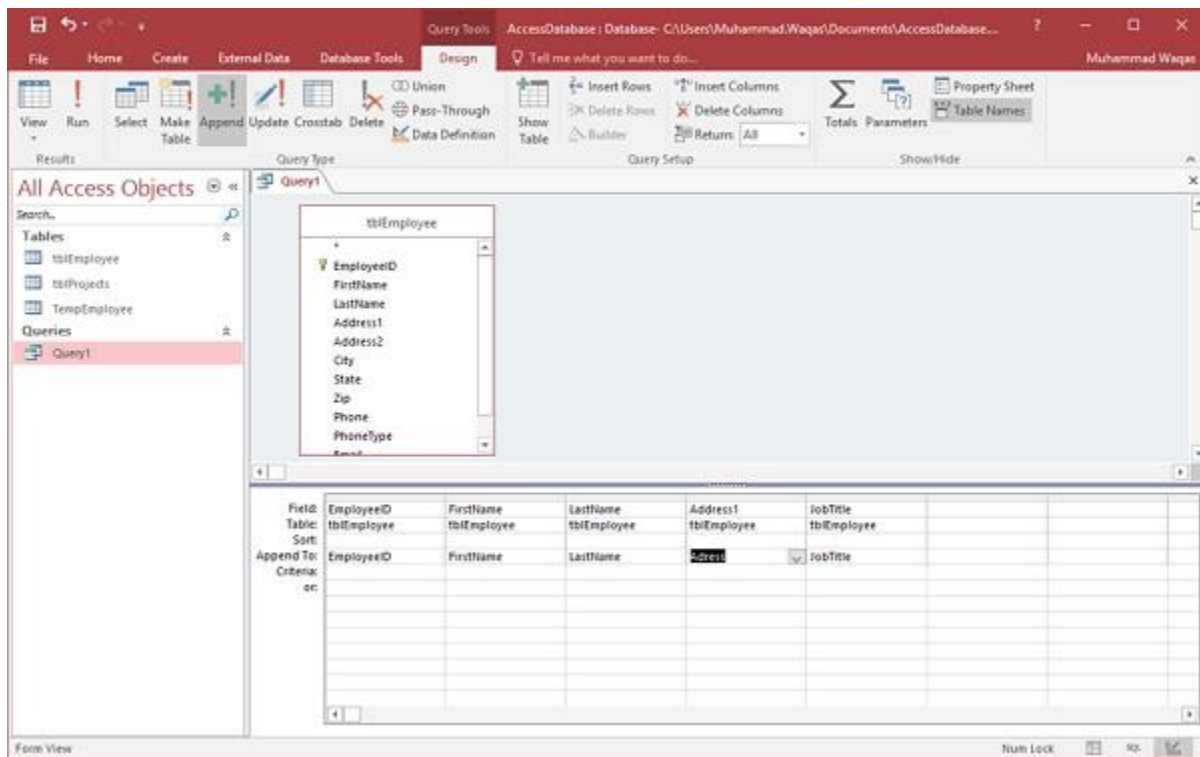 Query Tools AccessDatabase : Database- C:\Users\Muhammad.Waqas\Documents\AccessDatabase... ?
File Home Create External Data Database Tools Design Tell me what you want to do... Muhammad Waqas
Union Insert Rows Insert Columns Property Sheet
Pass-Through Delete Rows Delete Columns Table Names
View Run Select Make Table Append Update Crosstab Delete Data Definition Show Table Builder Return: All Totals Parameters
Results Query Type Query Setup Show/Hide
All Access Objects
Search...
Tables
tblEmployee
tblProjects
TempEmployee
Queries
Query1
Query1
tblEmployee
*
EmployeeID
FirstName
LastName
Address1
Address2
City
State
Zip
Phone
PhoneType
Email
Field: EmployeeID FirstName LastName Address1 JobTitle
Table: tblEmployee tblEmployee tblEmployee tblEmployee tblEmployee
Sort:
Append To: EmployeeID FirstName LastName Adress JobTitle
Criteria:
or:
Form View Num Lock SQL